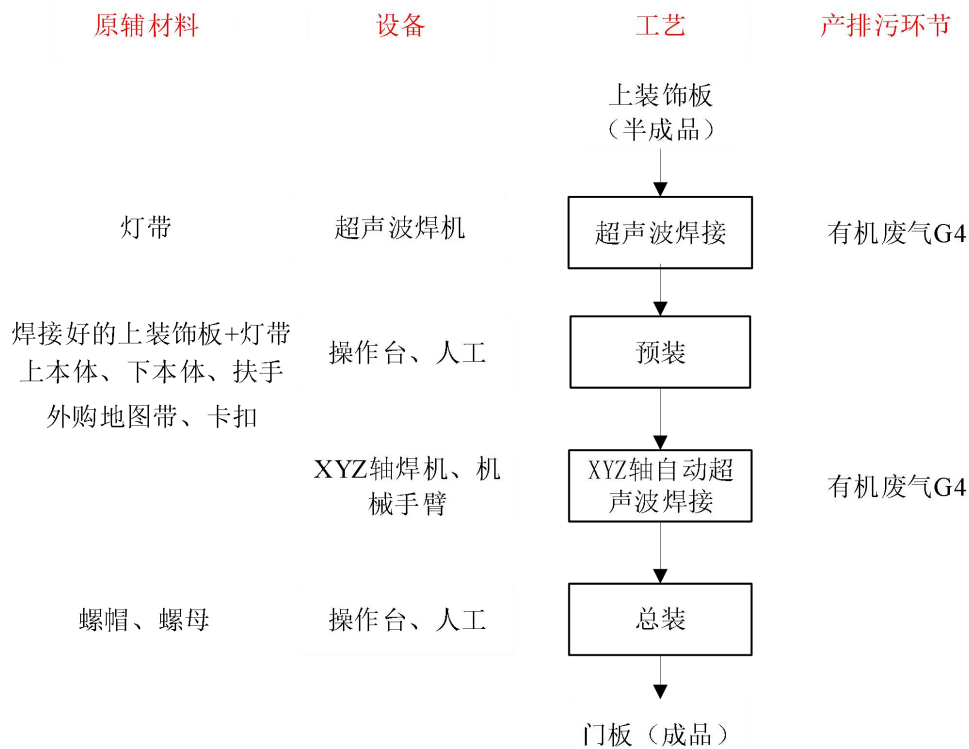 原辅材料 设备 工艺 产排污环节
上装饰板
（半成品）
灯带 超声波焊机 超声波焊接 有机废气G4
焊接好的上装饰板+灯带
上本体、下本体、扶手
外购地图带、卡扣
操作台、人工 预装
XYZ轴焊机、机
械手臂
XYZ轴自动超
声波焊接
有机废气G4
螺帽、螺母 操作台、人工 总装
门板（成品）